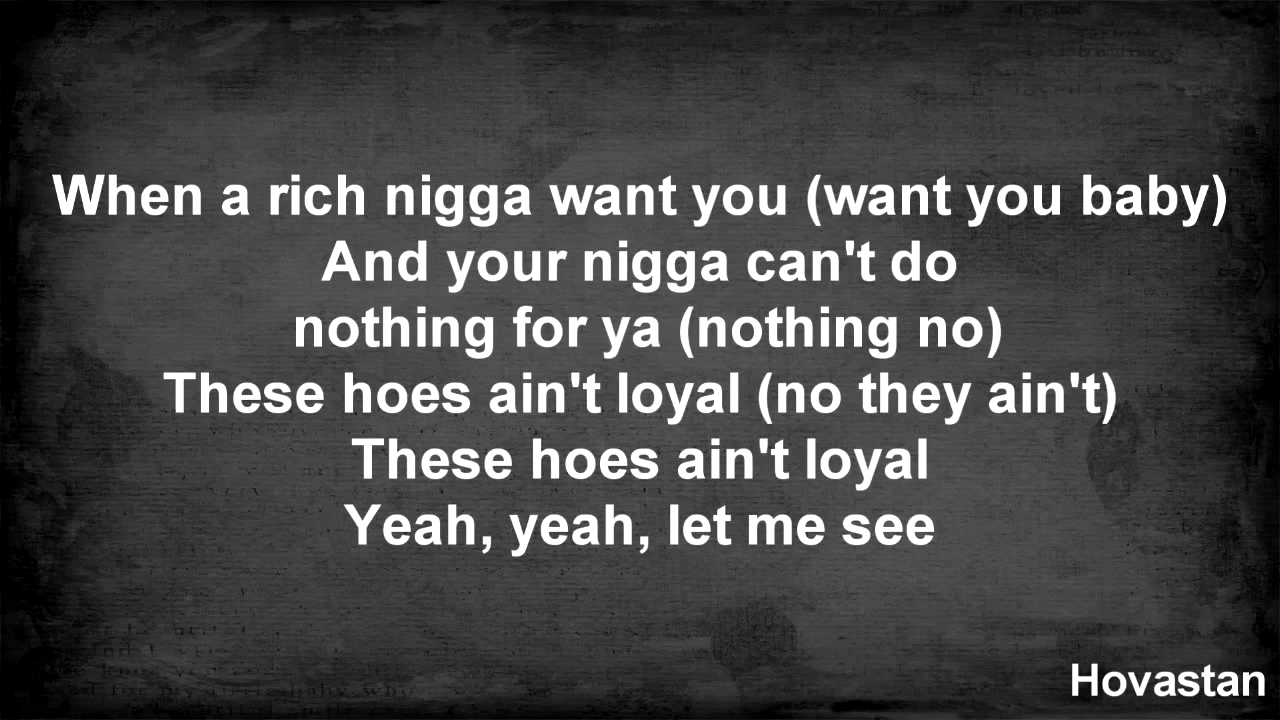 When a rich nigga want you (want you baby)
And your nigga can't do
nothing for ya (nothing no)
These hoes ain't loyal (no they ain't)
These hoes ain't loyal
Yeah, yeah, let me see
Hovastan